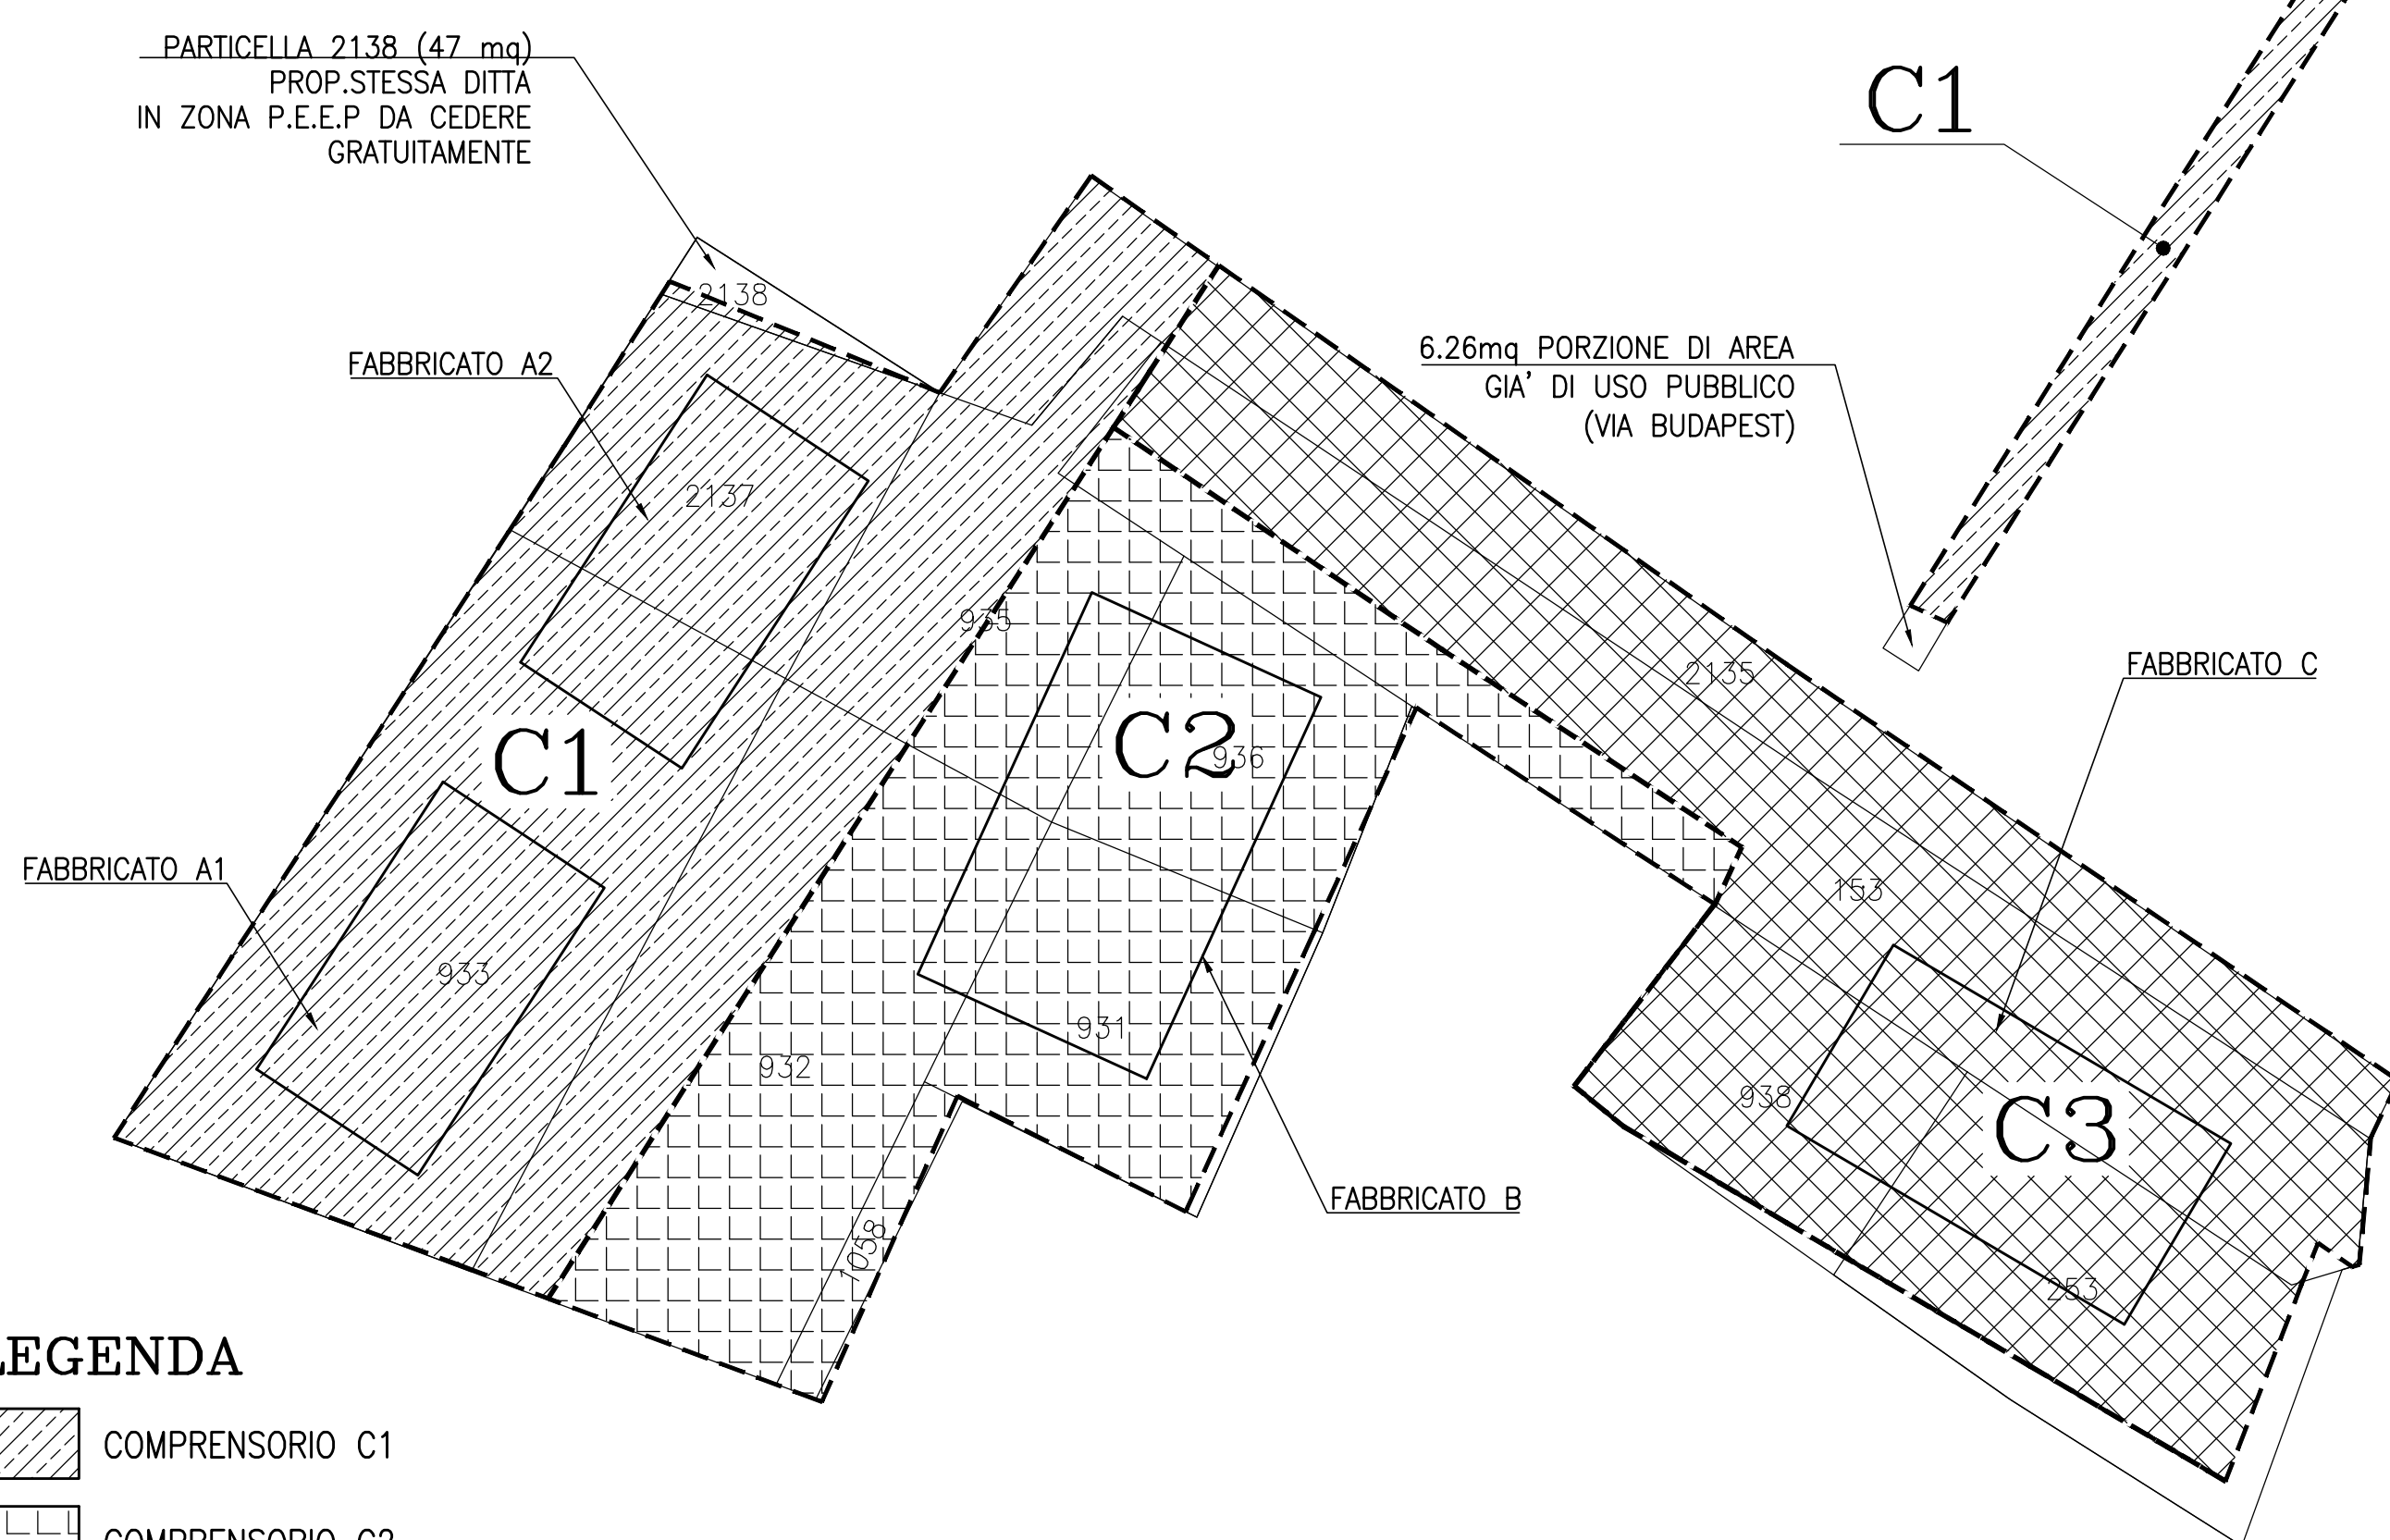 PARTICELLA 2138 (47 mq)
PROP.STESSA DITTA
IN ZONA P.E.E.P DA CEDERE
GRATUITAMENTE
C1
2138
6.26mq PORZIONE DI AREA
GIA' DI USO PUBBLICO
(VIA BUDAPEST)
FABBRICATO A2
2137
935
2135
FABBRICATO C
C1
C2
936
FABBRICATO A1
153
933
931
932
938
C3
FABBRICATO B
1058
253
LEGENDA
COMPRENSORIO C1
COMPRENSORIO C2